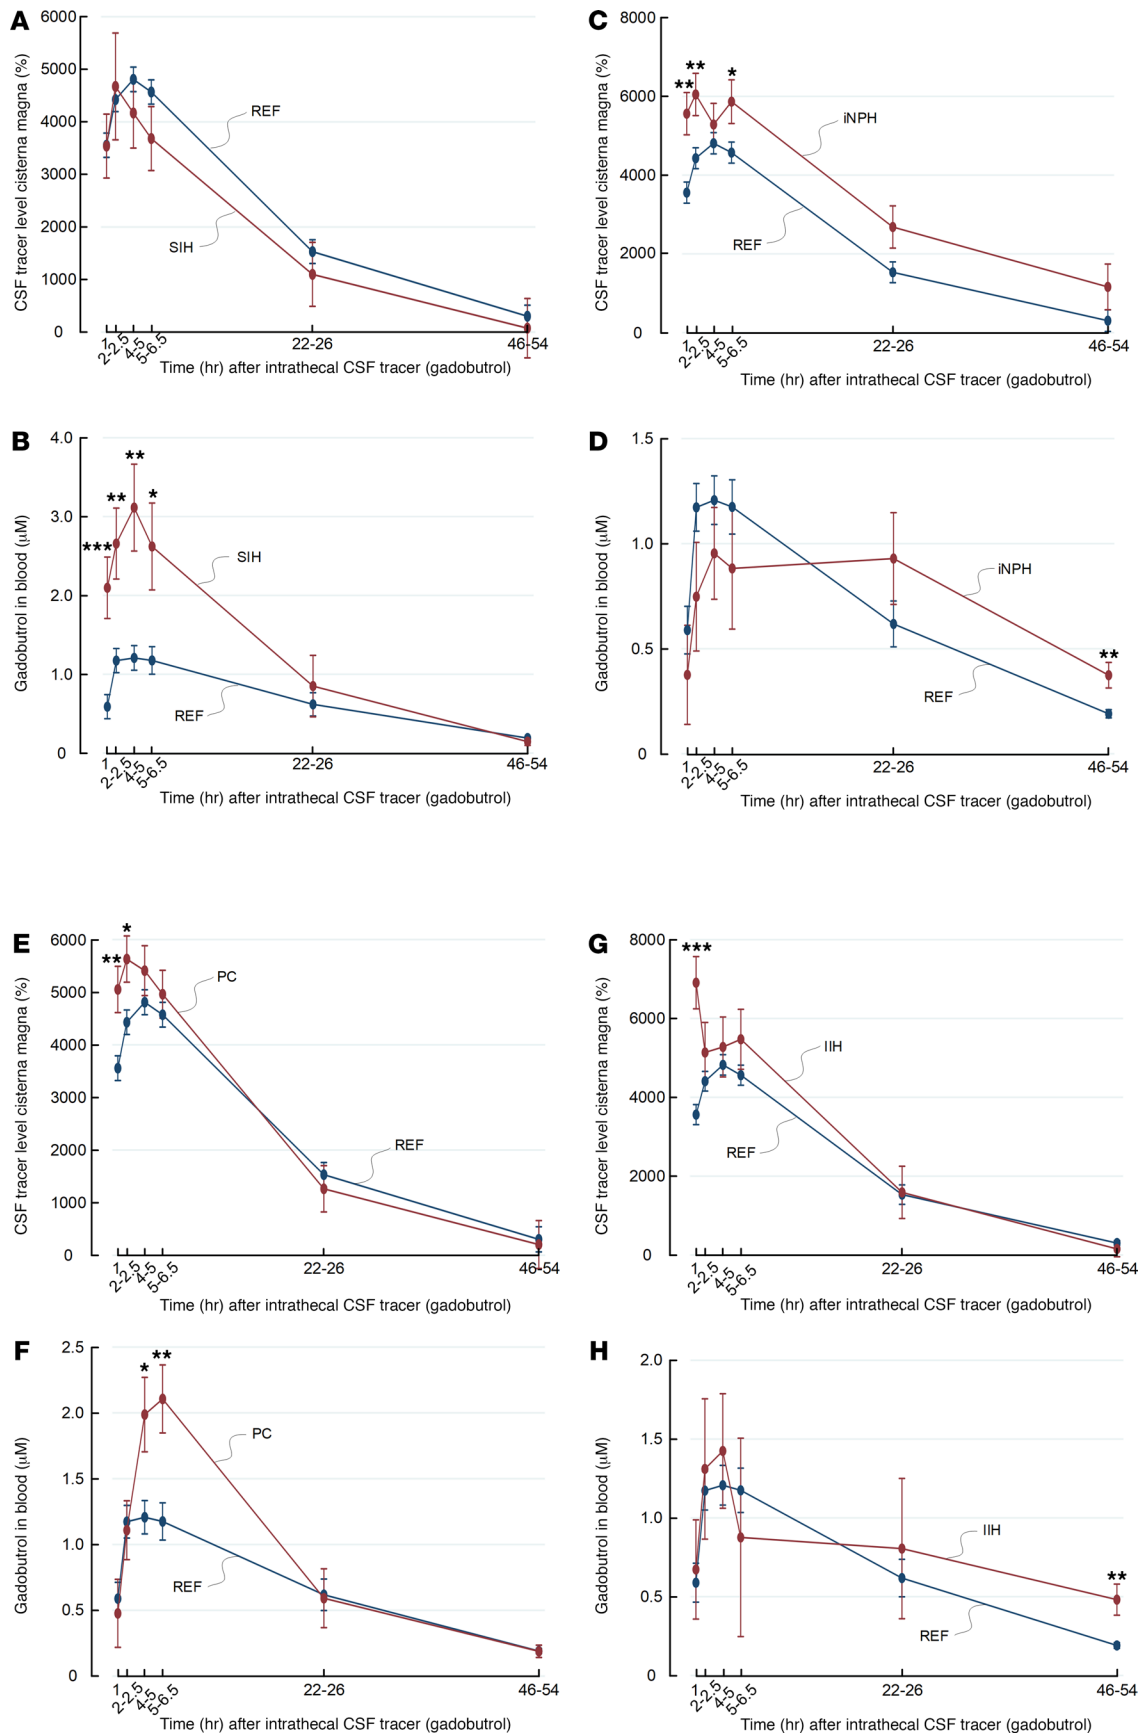 A
CSF tracer level cisterna magna (%)
6000
5000
4000
3000
2000
1000
0
REF
SIH
1
2-2.5
4-5
5-6.5
22-26
46-54
Time (hr) after intrathecal CSF tracer (gadobutrol)
C
CSF tracer level cisterna magna (%)
8000
6000
4000
2000
0
**
**
*
iNPH
REF
1
2-2.5
4-5
5-6.5
22-26
46-54
Time (hr) after intrathecal CSF tracer (gadobutrol)
B
Gadobutrol in blood (µM)
4.0
3.0
2.0
1.0
0
***
**
**
*
SIH
REF
1
2-2.5
4-5
5-6.5
22-26
46-54
Time (hr) after intrathecal CSF tracer (gadobutrol)
D
Gadobutrol in blood (µM)
1.5
1.0
0.5
0
iNPH
REF
**
1
2-2.5
4-5
5-6.5
22-26
46-54
Time (hr) after intrathecal CSF tracer (gadobutrol)
E
CSF tracer level cisterna magna (%)
6000
5000
4000
3000
2000
1000
0
**
*
PC
REF
1
2-2.5
4-5
5-6.5
22-26
46-54
Time (hr) after intrathecal CSF tracer (gadobutrol)
G
CSF tracer level cisterna magna (%)
8000
6000
4000
2000
0
***
IIH
REF
1
2-2.5
4-5
5-6.5
22-26
46-54
Time (hr) after intrathecal CSF tracer (gadobutrol)
F
Gadobutrol in blood (µM)
2.5
2.0
1.5
1.0
0.5
0
*
**
PC
REF
1
2-2.5
4-5
5-6.5
22-26
46-54
Time (hr) after intrathecal CSF tracer (gadobutrol)
H
Gadobutrol in blood (µM)
2.0
1.5
1.0
0.5
0
IIH
REF
**
1
2-2.5
4-5
5-6.5
22-26
46-54
Time (hr) after intrathecal CSF tracer (gadobutrol)